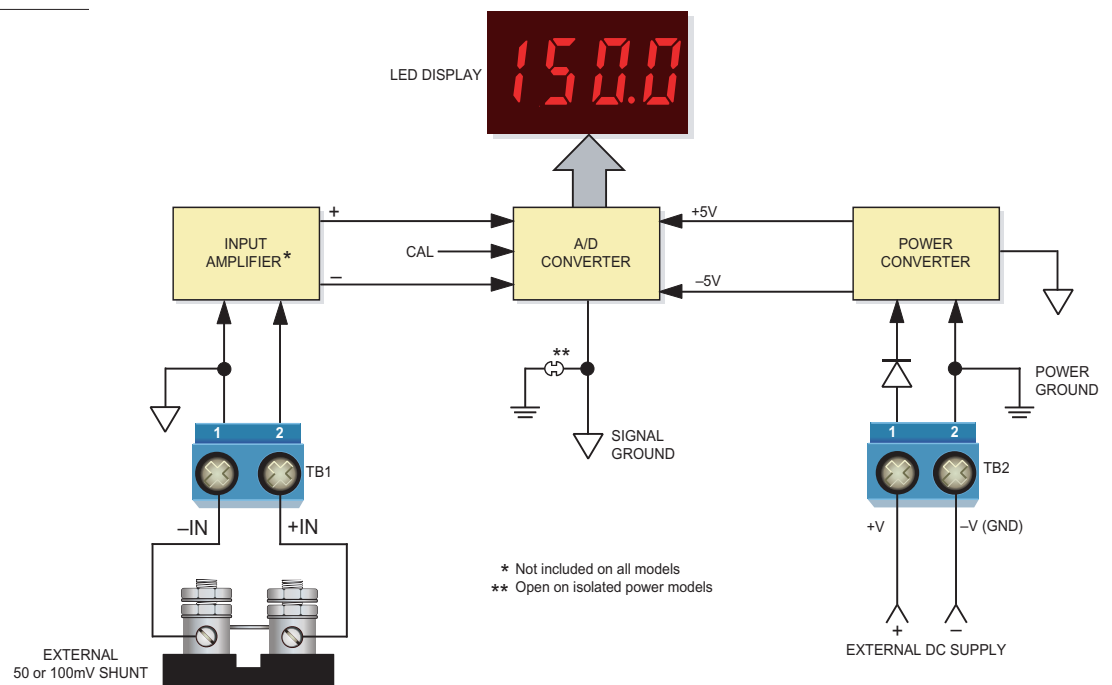 150.0
LED DISPLAY
INPUT
AMPLIFIER*
+
CAL
–
A/D
CONVERTER
+5V
–5V
POWER
CONVERTER
**
SIGNAL
GROUND
POWER
GROUND
1 2
TB1
–IN +IN
EXTERNAL
50 or 100mV SHUNT
* Not included on all models
** Open on isolated power models
1 2
TB2
+V –V (GND)
+ –
EXTERNAL DC SUPPLY